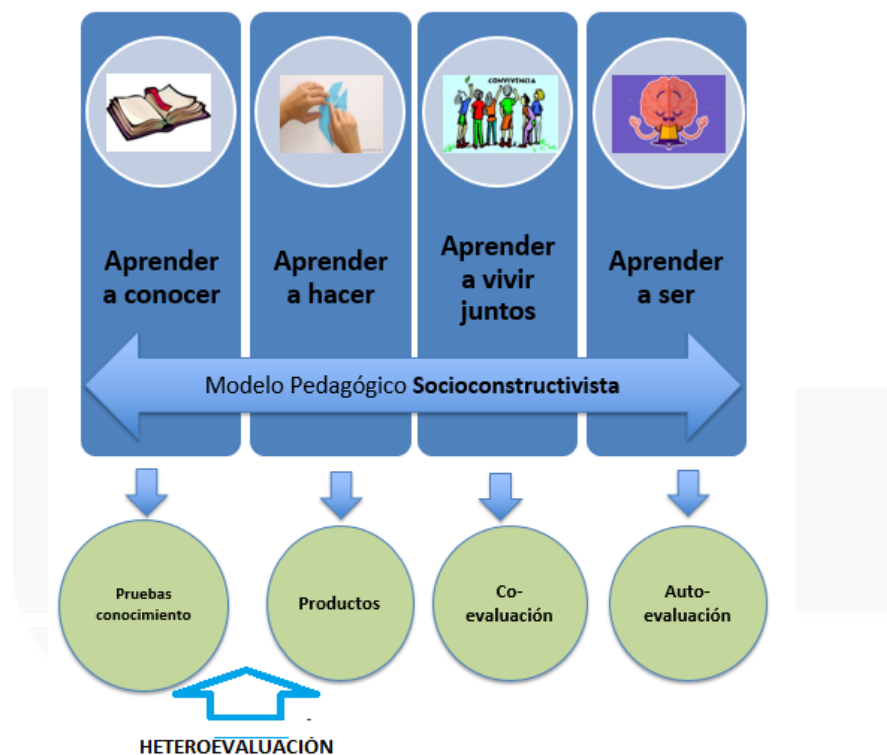 CONVIVENCIA
Aprender
a conocer
Aprender
a hacer
Aprender
a vivir
juntos
Aprender
a ser
Modelo Pedagógico Socioconstructivista
Pruebas
conocimiento
Productos
Co-
evaluación
Auto-
evaluación
HETEROEVALUACIÓN